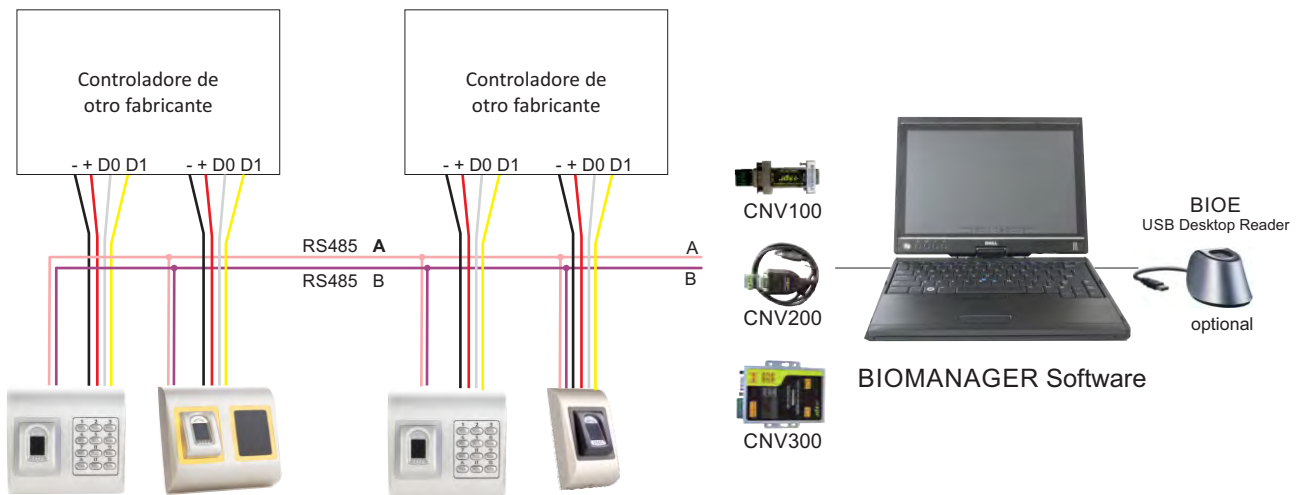 Controladore de
otro fabricante
- + D0 D1
- + D0 D1
Controladore de
otro fabricante
- + D0 D1
- + D0 D1
RS485 A
RS485 B
A
B
CNV100
CNV200
CNV300
BIOMANAGER Software
BIOE
USB Desktop Reader
optional